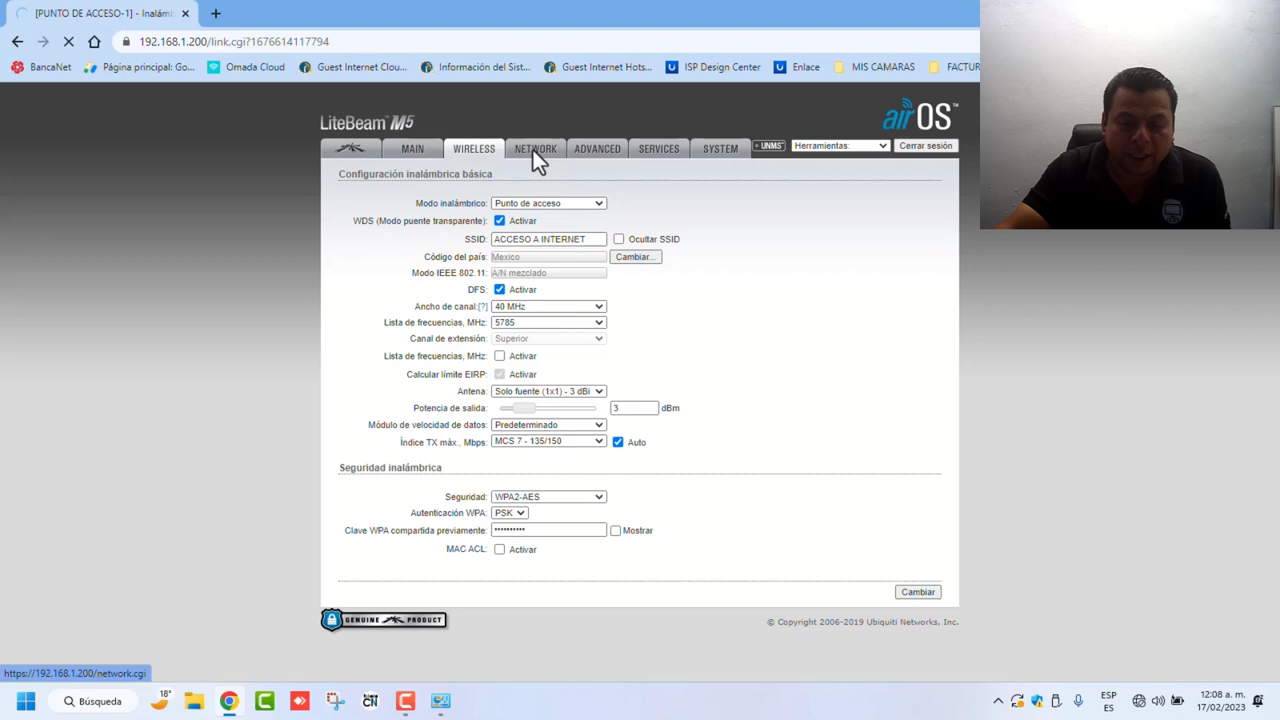 [PUNTO DE ACCESO-1] - Inalámb
192.168.1.200/link.cgi?1676614117794
BancaNet
Página principal: Go...
Omada Cloud
Guest Internet Clou...
Información del Sist...
Guest Internet Hots...
ISP Design Center
Enlace
MIS CAMARAS
FACTUR
LiteBeam M5
airOS™
MAIN
WIRELESS
NETWORK
ADVANCED
SERVICES
SYSTEM
UNMS™
Herramientas:
Cerrar sesión
Configuración inalámbrica básica
Modo inalámbrico: Punto de acceso
WDS (Modo puente transparente): Activar
SSID: ACCESO A INTERNET Ocultar SSID
Código del país: Mexico Cambiar...
Modo IEEE 802.11: A/N mezclado
DFS: Activar
Ancho de canal:[?] 40 MHz
Lista de frecuencias, MHz: 5785
Canal de extensión: Superior
Lista de frecuencias, MHz: Activar
Calcular límite EIRP: Activar
Antena: Solo fuente (1x1) - 3 dBi
Potencia de salida: 3 dBm
Módulo de velocidad de datos: Predeterminado
Índice TX máx., Mbps: MCS 7 - 135/150 Auto
Seguridad inalámbrica
Seguridad: WPA2-AES
Autenticación WPA: PSK
Clave WPA compartida previamente: •••••••••• Mostrar
MAC ACL: Activar
Cambiar
GENUINE PRODUCT
© Copyright 2006-2019 Ubiquiti Networks, Inc.
https://192.168.1.200/network.cgi
Búsqueda
18°
CN
ESP
ES
12:08 a. m.
17/02/2023